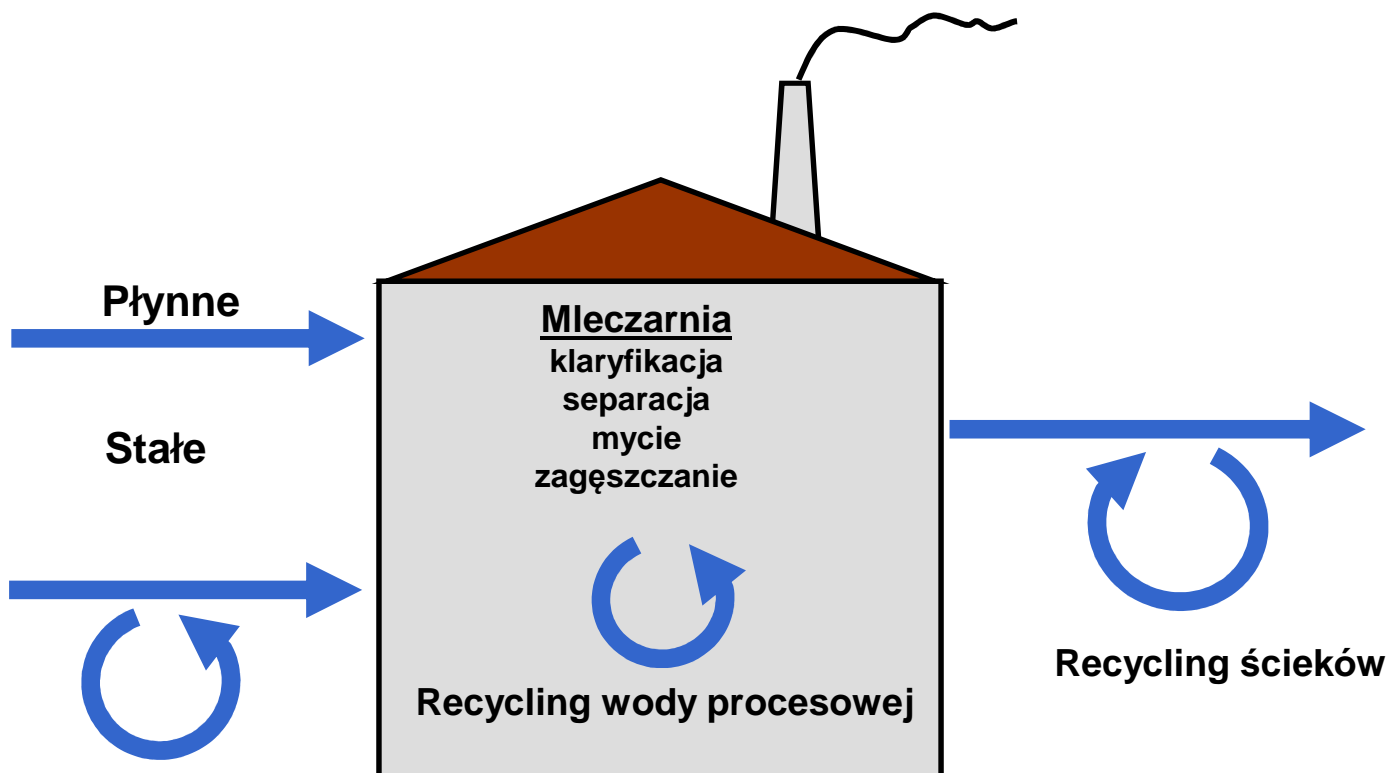 Płynne
Stałe
Mleczarnia
klaryfikacja
separacja
mycie
zagęszczanie
Recycling wody procesowej
Recycling ścieków